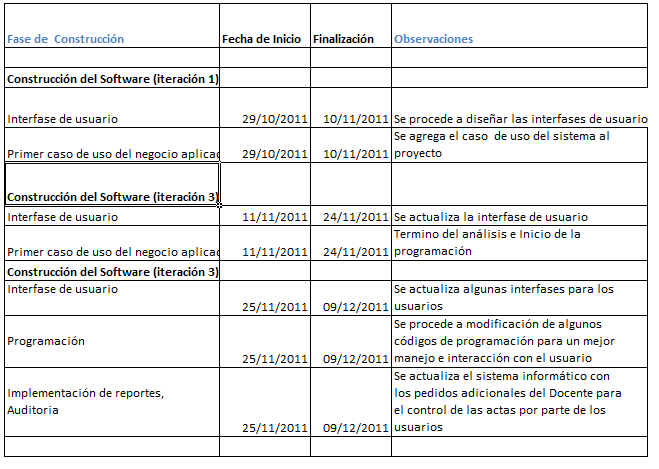 Fase de Construcción Fecha de Inicio Finalización Observaciones
Construcción del Software (iteración 1)
Interfase de usuario 29/10/2011 10/11/2011 Se procede a diseñar las interfases de usuario
Se agrega el caso de uso del sistema al
Primer caso de uso del negocio aplicac 29/10/2011 10/11/2011 proyecto
Construcción del Software (iteración 3)
Interfase de usuario 11/11/2011 24/11/2011 Se actualiza la interfase de usuario
Termino del análisis e Inicio de la
Primer caso de uso del negocio aplicac 11/11/2011 24/11/2011 programación
Construcción del Software (iteración 3)
Interfase de usuario Se actualiza algunas interfases para los
25/11/2011 09/12/2011 usuarios
Se procede a modificación de algunos
Programación códigos de programación para un mejor
25/11/2011 09/12/2011 manejo e interacción con el usuario
Se actualiza el sistema informático con
Implementación de reportes, los pedidos adicionales del Docente para
Auditoria el control de las actas por parte de los
25/11/2011 09/12/2011 usuarios